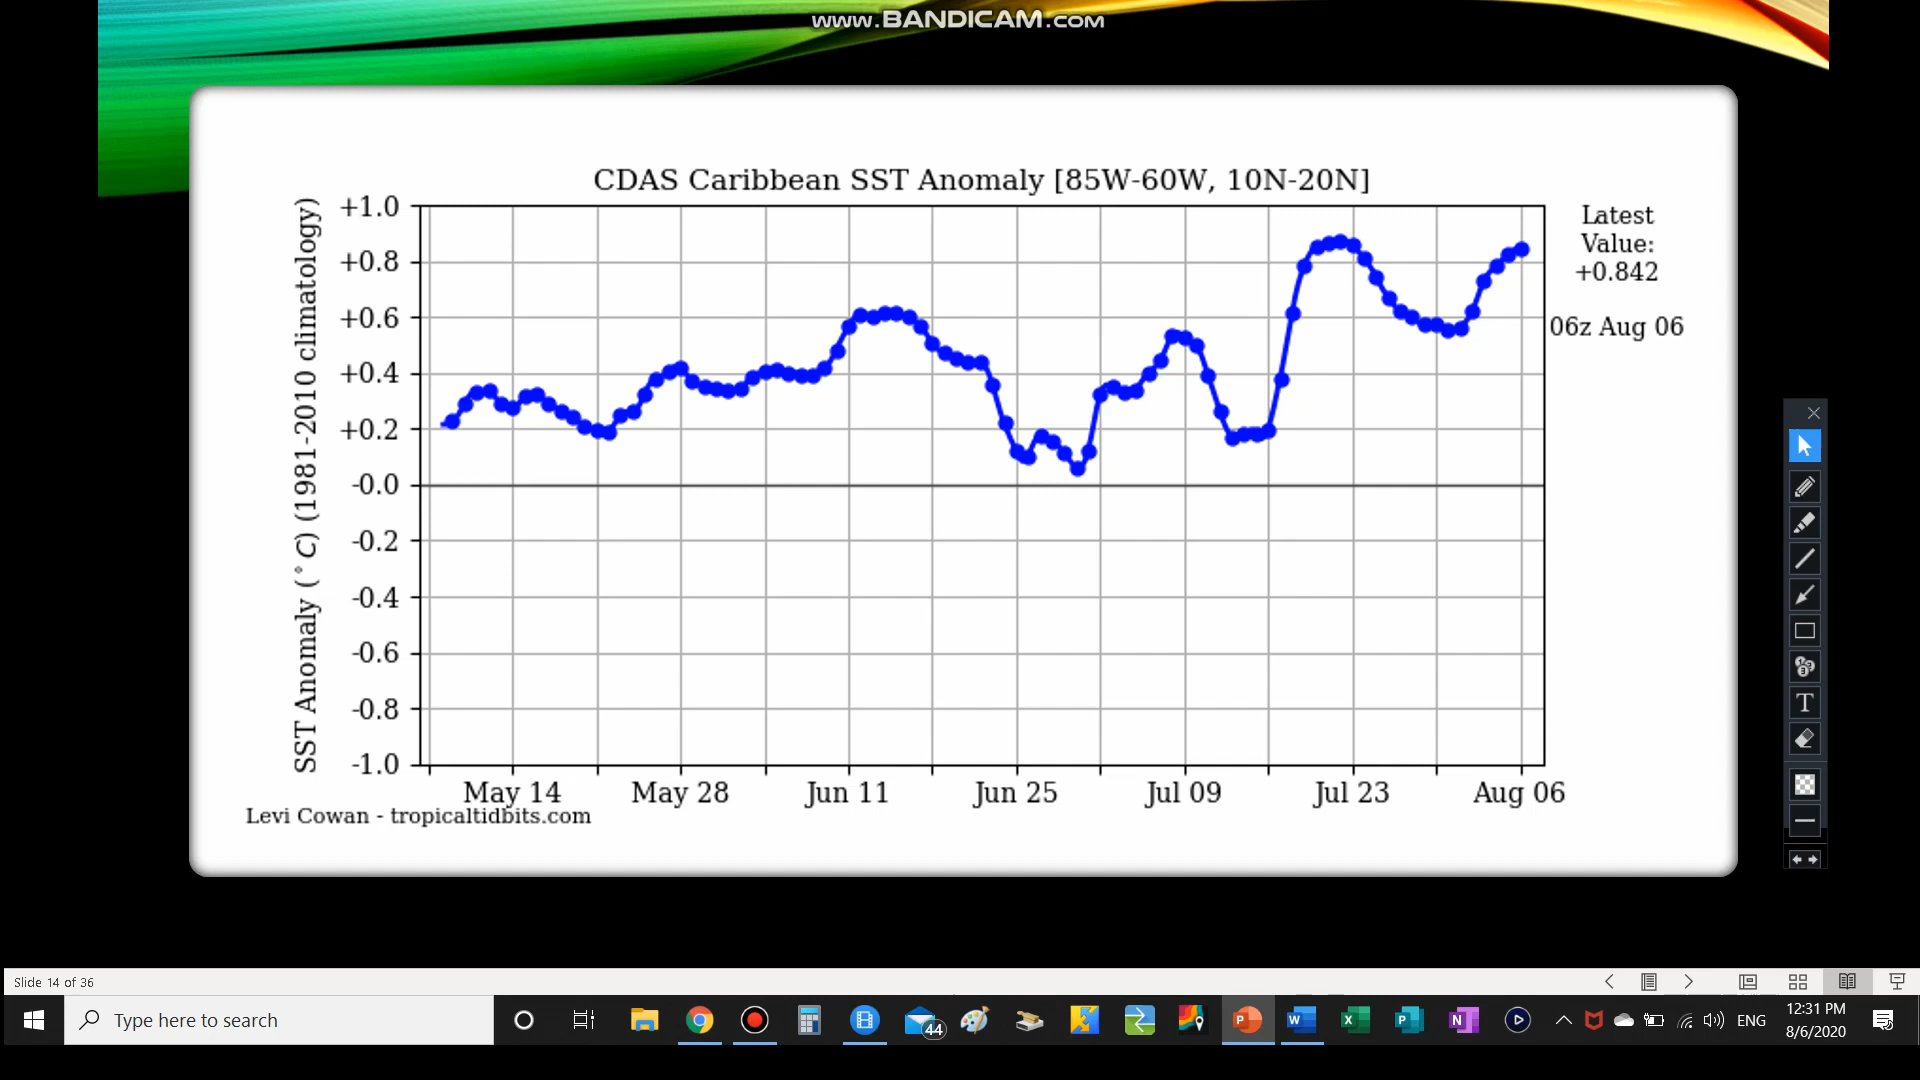 www.BANDICAM.com
CDAS Caribbean SST Anomaly [85W-60W, 10N-20N]
SST Anomaly (°C) (1981-2010 climatology)
+1.0
+0.8
+0.6
+0.4
+0.2
-0.0
-0.2
-0.4
-0.6
-0.8
-1.0
Latest
Value:
+0.842
06z Aug 06
May 14 May 28 Jun 11 Jun 25 Jul 09 Jul 23 Aug 06
Levi Cowan - tropicaltidbits.com
T
Slide 14 of 36
Type here to search
44
P
W
X
P
N
ENG
12:31 PM
8/6/2020